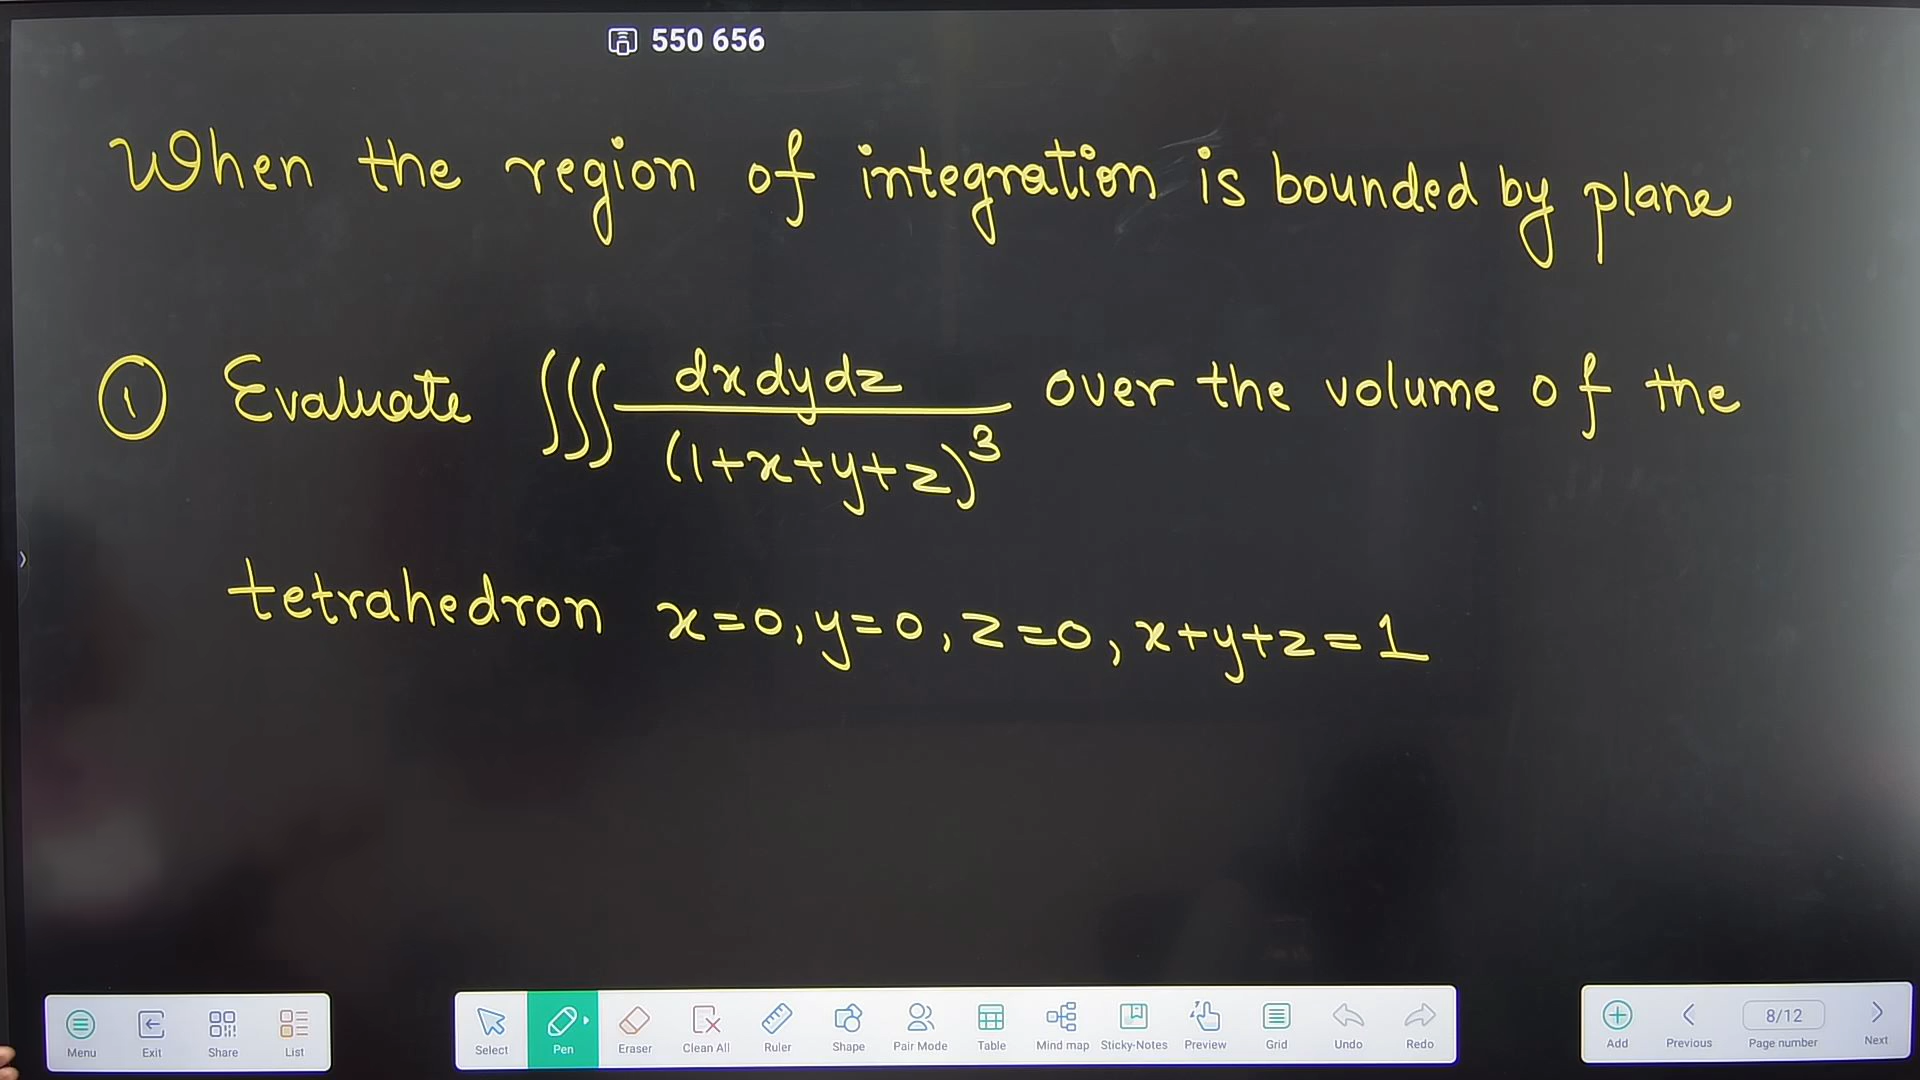 550 656
When the region of integration is bounded by plane
① Evaluate ∭ dxdydz/(1+x+y+z)³ over the volume of the
tetrahedron x=0, y=0, z=0, x+y+z=1
Menu Exit Share List Select Pen Eraser Clean All Ruler Shape Pair Mode Table Mind map Sticky-Notes Preview Grid Undo Redo Add Previous 8/12 Page number Next